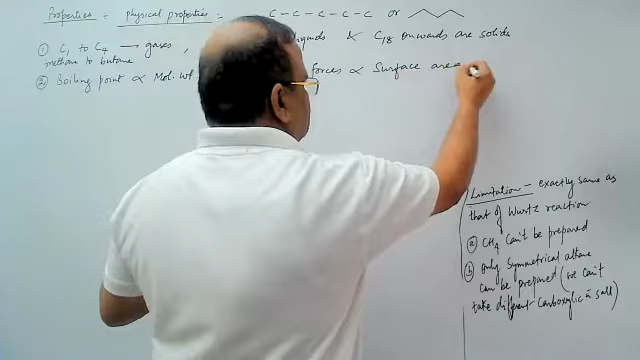 Properties - physical properties - C-C-C-C-C-C or
① C₁ to C₄ → gases, liquids & C₁₈ onwards are solids
methane to butane
② Boiling point ∝ Mol. wt forces ∝ Surface area
Limitation - exactly same as
that of Wurtz reaction
ⓐ CH₄ can't be prepared
ⓑ Only symmetrical alkane
can be prepared (we can't
take different carboxylic salt)